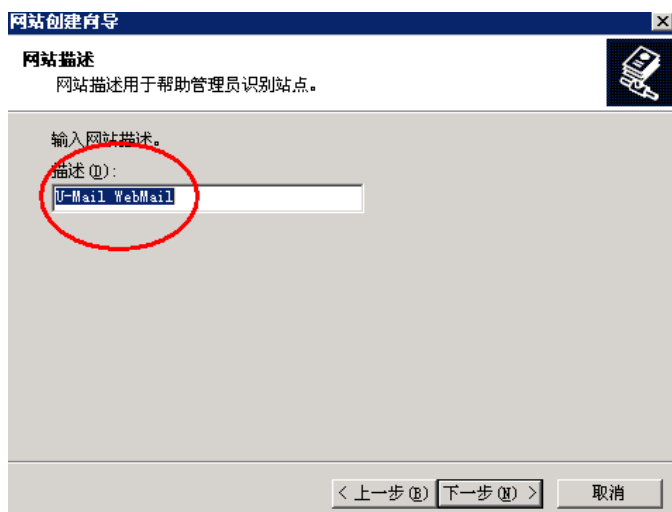 网站创建向导
网站描述
网站描述用于帮助管理员识别站点。
输入网站描述。
描述(D):
U-Mail WebMail
< 上一步(B) 下一步(N) > 取消